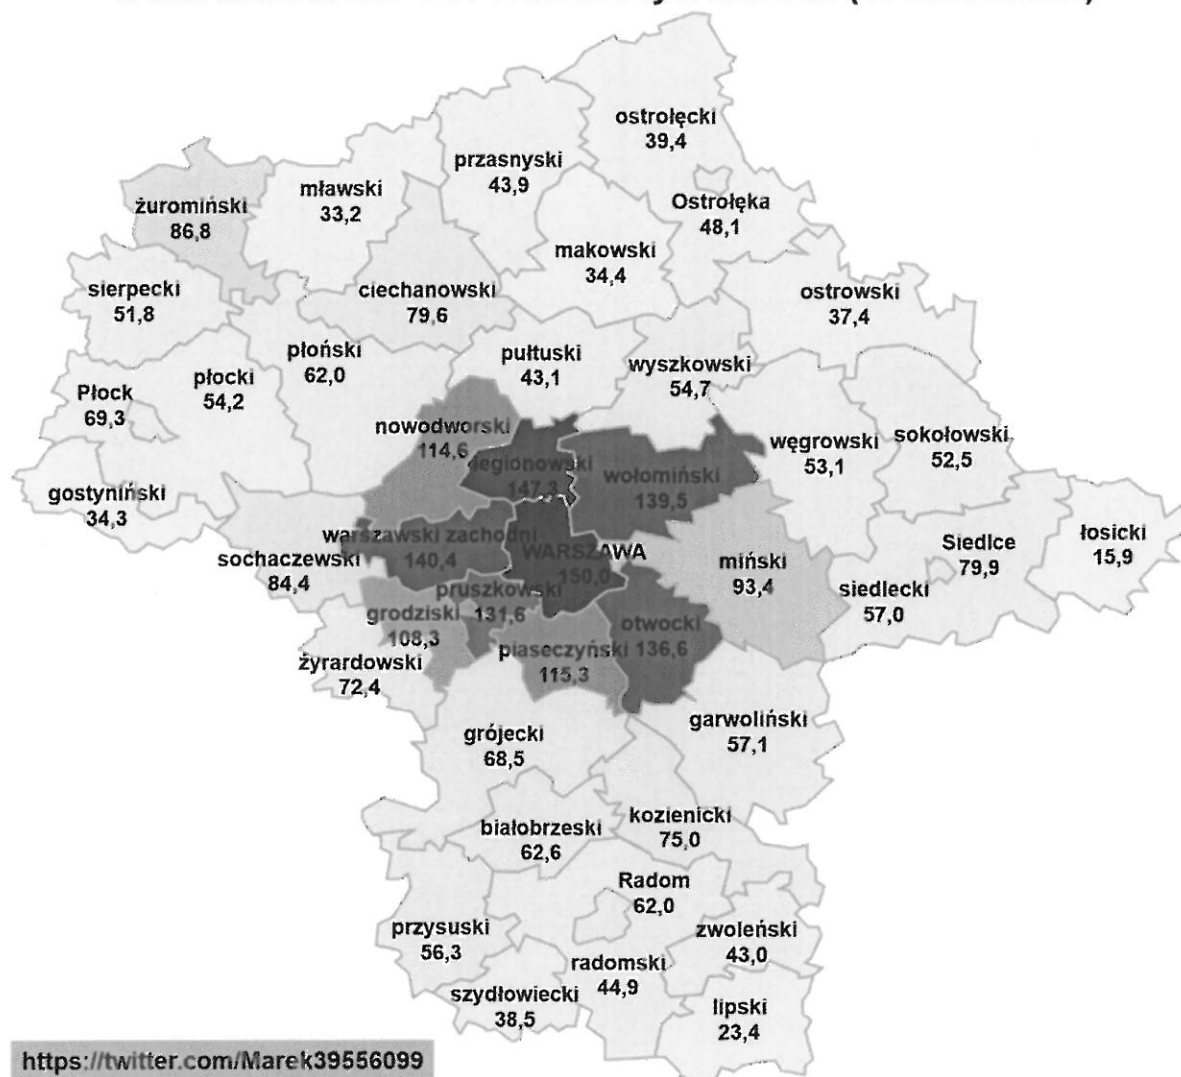 ostrołęcki
39,4
przasnyski
43,9
mławski
33,2
żuromiński
86,8
Ostrołęka
48,1
makowski
34,4
sierpecki
51,8
ciechanowski
79,6
ostrowski
37,4
płoński
62,0
pułtuski
43,1
wyszkowski
54,7
Płock
69,3
płocki
54,2
nowodworski
114,6
legionowski
147,3
wołomiński
139,5
węgrowski
53,1
sokołowski
52,5
gostyniński
34,3
sochaczewski
84,4
warszawski zachodni
140,4
WARSZAWA
150,0
miński
93,4
Siedlce
79,9
łosicki
15,9
siedlecki
57,0
pruszkowski
131,6
grodziski
108,3
otwocki
136,6
piaseczyński
115,3
żyrardowski
72,4
grójecki
68,5
garwoliński
57,1
kozienicki
75,0
białobrzeski
62,6
Radom
62,0
przysuski
56,3
zwoleński
43,0
radomski
44,9
szydłowiecki
38,5
lipski
23,4
https://twitter.com/Marek39556099